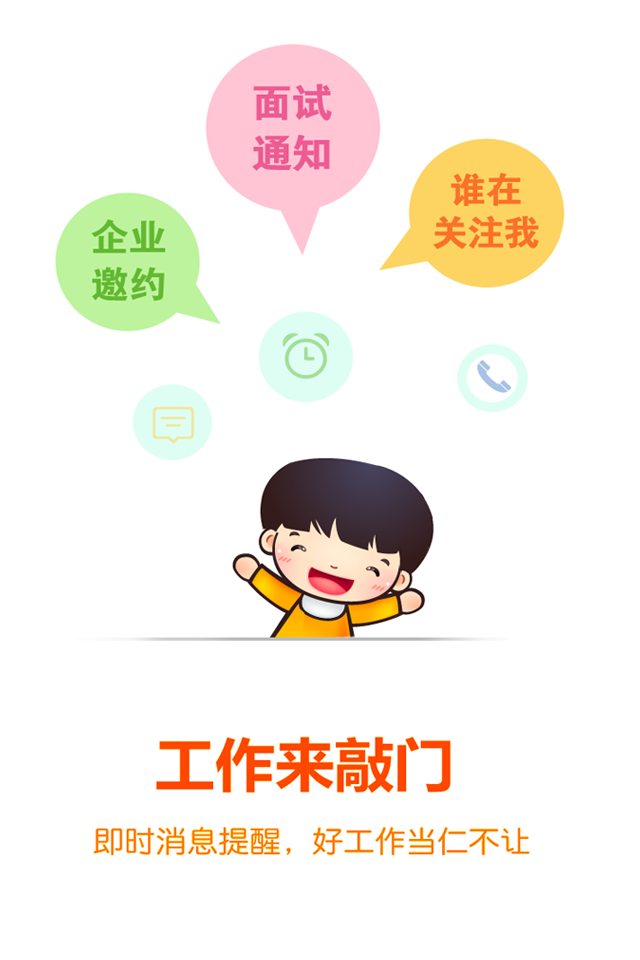 面试
通知
谁在
关注我
企业
邀约
工作来敲门
即时消息提醒，好工作当仁不让